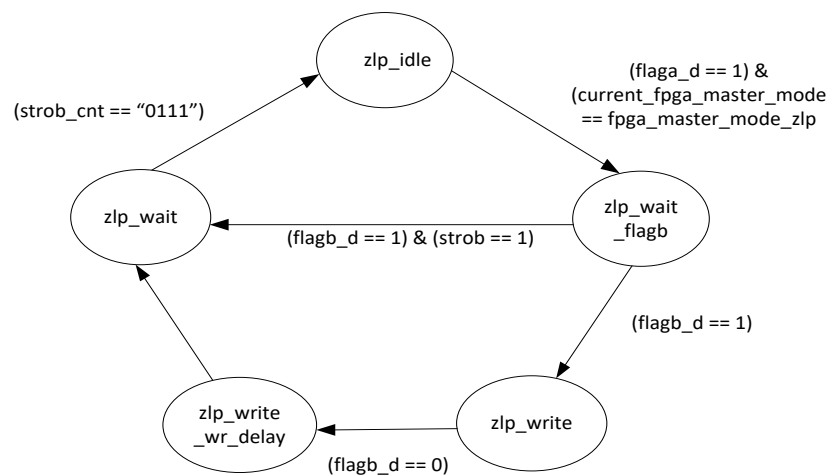 zlp_idle
(flaga_d == 1) &
(current_fpga_master_mode
== fpga_master_mode_zlp
(strob_cnt == “0111”)
zlp_wait
zlp_wait
_flagb
(flagb_d == 1) & (strob == 1)
(flagb_d == 1)
zlp_write
_wr_delay
zlp_write
(flagb_d == 0)